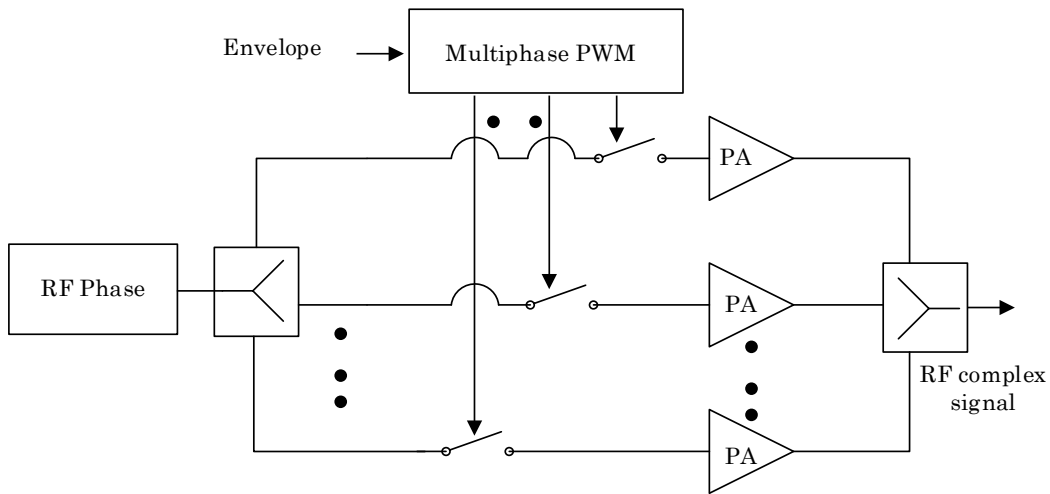 Envelope
Multiphase PWM
PA
RF Phase
PA
RF complex
signal
PA